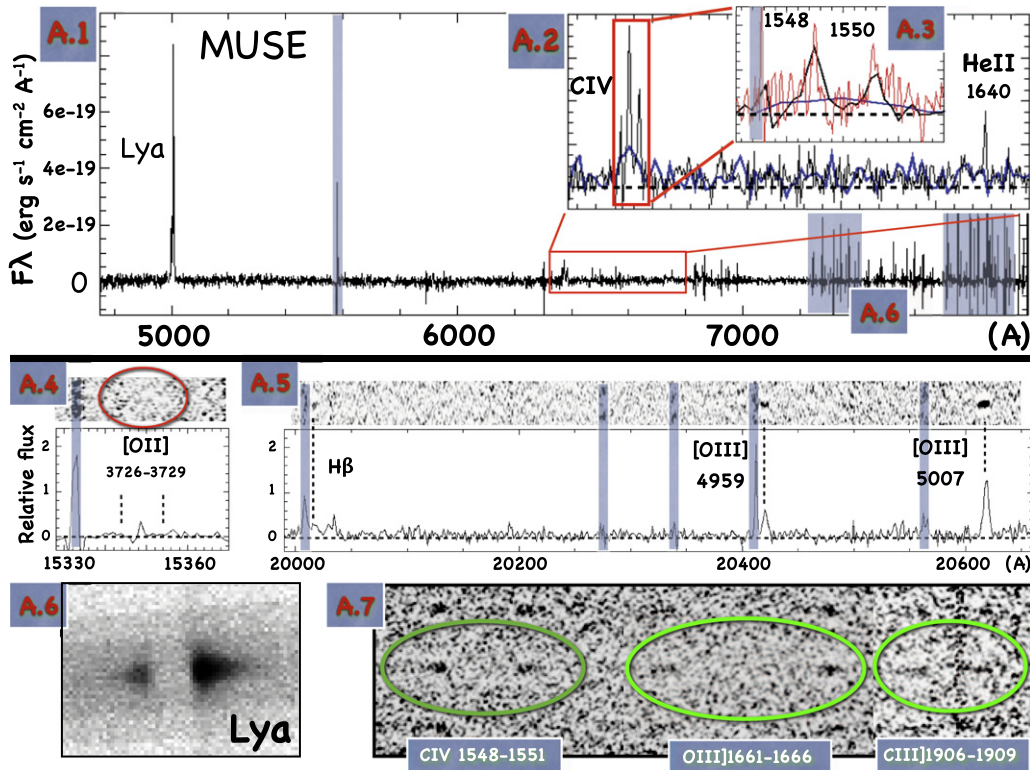 A.1
MUSE
A.2
A.3
1548
1550
CIV
HeII
1640
Lya
Fλ (erg s⁻¹ cm⁻² A⁻¹)
6e-19
4e-19
2e-19
0
A.6
5000
6000
7000
(A)
A.4
A.5
[OII]
3726-3729
Relative flux
2
1
0
15330
15360
2
1
0
Hβ
[OIII]
4959
[OIII]
5007
20000
20200
20400
20600
(A)
A.6
Lya
A.7
CIV 1548-1551
OIII]1661-1666
CIII]1906-1909